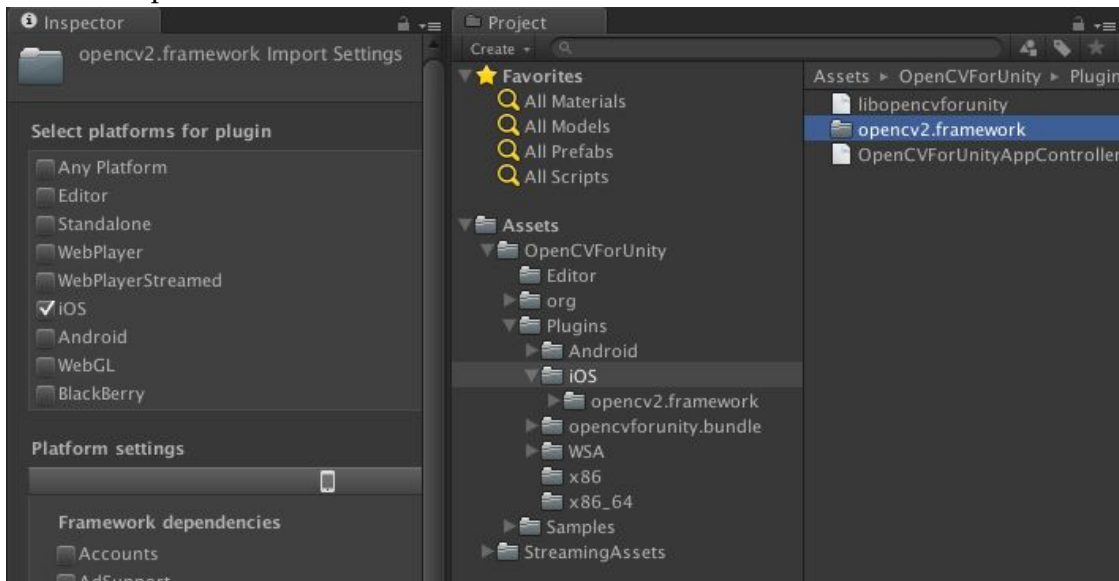 Inspector
opencv2.framework Import Settings
Select platforms for plugin
Any Platform
Editor
Standalone
WebPlayer
WebPlayerStreamed
iOS
Android
WebGL
BlackBerry
Platform settings
Framework dependencies
Accounts
AdSupport
Project
Create
Favorites
All Materials
All Models
All Prefabs
All Scripts
Assets
OpenCVForUnity
Editor
org
Plugins
Android
iOS
opencv2.framework
opencvforunity.bundle
WSA
x86
x86_64
Samples
StreamingAssets
Assets ▸ OpenCVForUnity ▸ Plugin
libopencvforunity
opencv2.framework
OpenCVForUnityAppController